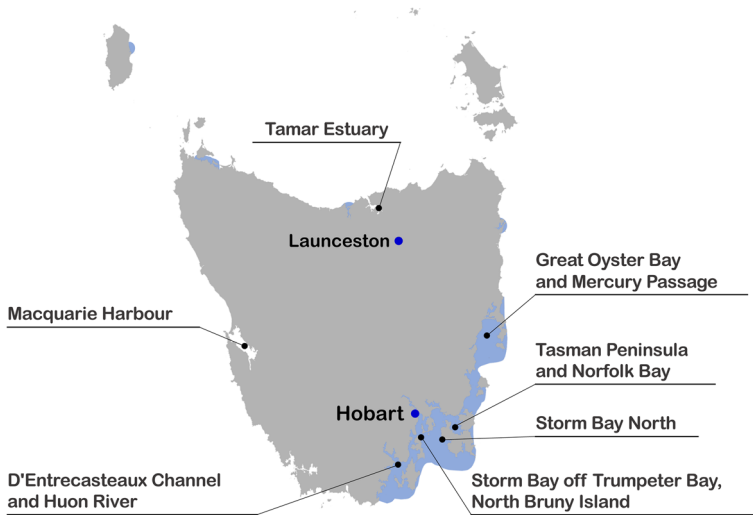 Tamar Estuary
Launceston
Great Oyster Bay
and Mercury Passage
Macquarie Harbour
Tasman Peninsula
and Norfolk Bay
Hobart
Storm Bay North
D'Entrecasteaux Channel
and Huon River
Storm Bay off Trumpeter Bay,
North Bruny Island